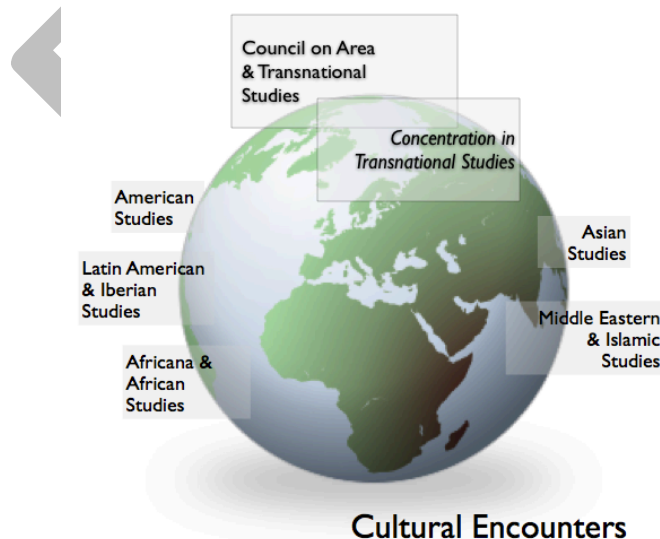 Council on Area
& Transnational
Studies
Concentration in
Transnational Studies
American
Studies
Asian
Studies
Latin American
& Iberian
Studies
Middle Eastern
& Islamic
Studies
Africana &
African
Studies
Cultural Encounters